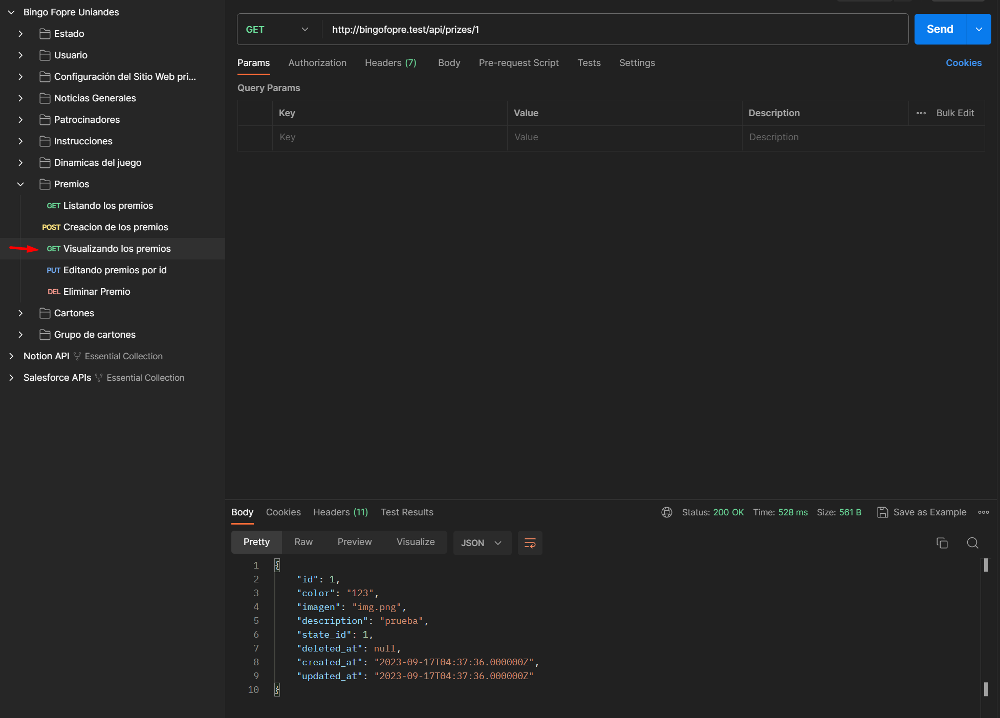 Bingo Fopre Uniandes
Estado
Usuario
Configuración del Sitio Web pri...
Noticias Generales
Patrocinadores
Instrucciones
Dinamicas del juego
Premios
GET Listando los premios
POST Creacion de los premios
GET Visualizando los premios
PUT Editando premios por id
DEL Eliminar Premio
Cartones
Grupo de cartones
Notion API Essential Collection
Salesforce APIs Essential Collection
GET http://bingofopre.test/api/prizes/1 Send
Params Authorization Headers (7) Body Pre-request Script Tests Settings Cookies
Query Params
Key Value Description Bulk Edit
Key Value Description
Body Cookies Headers (11) Test Results Status: 200 OK Time: 528 ms Size: 561 B Save as Example
Pretty Raw Preview Visualize JSON
1 {
2 "id": 1,
3 "color": "123",
4 "imagen": "img.png",
5 "description": "prueba",
6 "state_id": 1,
7 "deleted_at": null,
8 "created_at": "2023-09-17T04:37:36.000000Z",
9 "updated_at": "2023-09-17T04:37:36.000000Z"
10 }